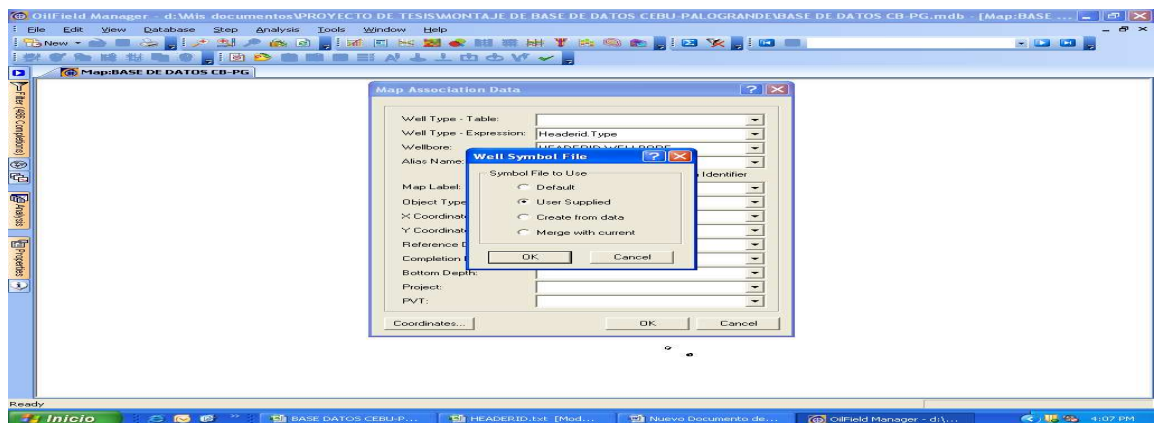 OilField Manager - d:\Mis documentos\PROYECTO DE TESIS\MONTAJE DE BASE DE DATOS CEBU-PALOGRANDE\BASE DE DATOS CB-PG.mdb - [Map:BASE ...
File Edit View Database Step Analysis Tools Window Help
New
Map:BASE DE DATOS CB-PG
Filter (486 Completions)
Analysis
Properties
Map Association Data
Well Type - Table:
Well Type - Expression: Headerid.Type
Wellbore: HEADERID.WELLBORE
Alias Name:
Identifier
Map Label:
Object Type
X Coordinat
Y Coordinat
Reference D
Completion
Bottom Depth:
Project:
PVT:
Coordinates... OK Cancel
Well Symbol File
Symbol File to Use
Default
User Supplied
Create from data
Merge with current
OK Cancel
Ready
Inicio BASE DATOS CEBU-P... HEADERID.txt [Mod... Nuevo Documento de... OilField Manager - d:\... 4:07 PM